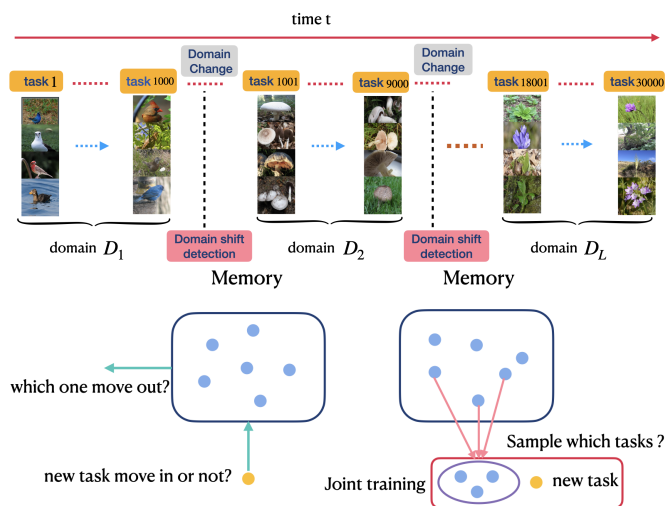 time t
Domain
Change
Domain
Change
task 1
task 1000
task 1001
task 9000
task 18001
task 30000
domain D₁
Domain shift
detection
domain D₂
Domain shift
detection
domain D_L
Memory
Memory
which one move out?
new task move in or not?
Sample which tasks ?
Joint training
new task